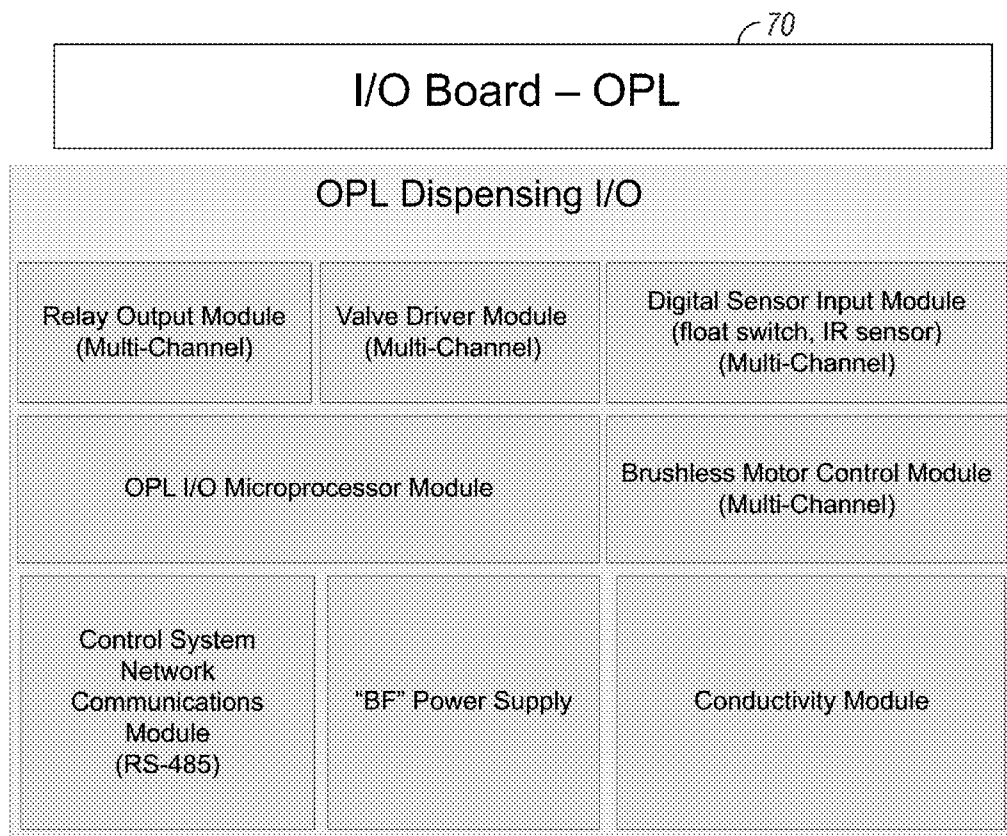 70
I/O Board – OPL
OPL Dispensing I/O
Relay Output Module
(Multi-Channel)
Valve Driver Module
(Multi-Channel)
Digital Sensor Input Module
(float switch, IR sensor)
(Multi-Channel)
OPL I/O Microprocessor Module
Brushless Motor Control Module
(Multi-Channel)
Control System
Network
Communications
Module
(RS-485)
"BF" Power Supply
Conductivity Module